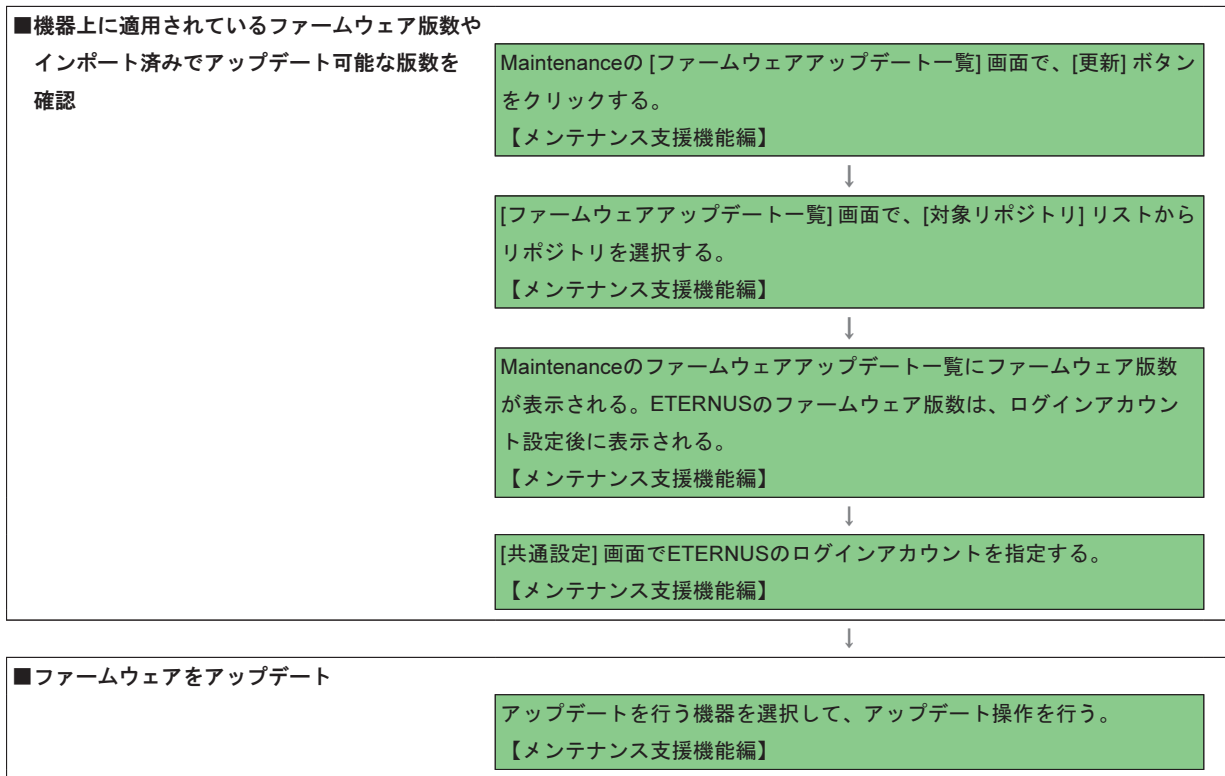 ■機器上に適用されているファームウェア版数や
インポート済みでアップデート可能な版数を
確認
Maintenanceの [ファームウェアアップデート一覧] 画面で、[更新] ボタン
をクリックする。
【メンテナンス支援機能編】
↓
[ファームウェアアップデート一覧] 画面で、[対象リポジトリ] リストから
リポジトリを選択する。
【メンテナンス支援機能編】
↓
Maintenanceのファームウェアアップデート一覧にファームウェア版数
が表示される。ETERNUSのファームウェア版数は、ログインアカウン
ト設定後に表示される。
【メンテナンス支援機能編】
↓
[共通設定] 画面でETERNUSのログインアカウントを指定する。
【メンテナンス支援機能編】
↓
■ファームウェアをアップデート
アップデートを行う機器を選択して、アップデート操作を行う。
【メンテナンス支援機能編】